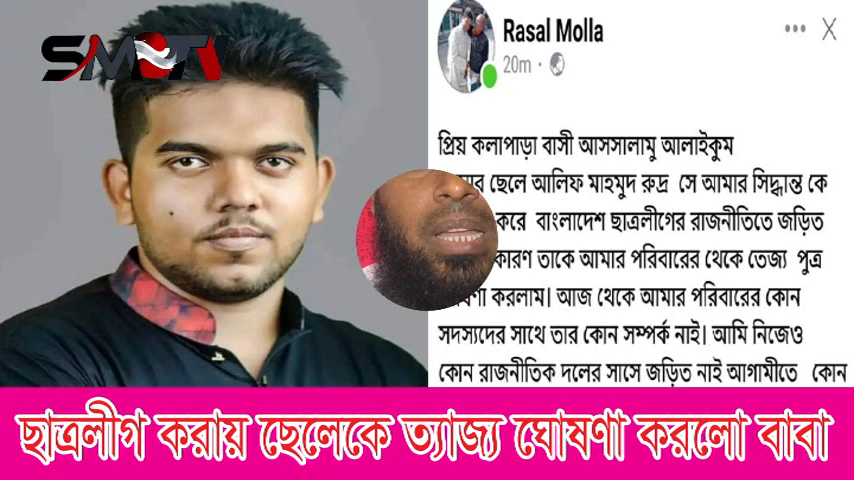 SMTV
Rasal Molla
20m
প্রিয় কলাপাড়া বাসী আসসালামু আলাইকুম
ছেলে আলিফ মাহমুদ রুদ্র সে আমার সিদ্ধান্ত কে
করে বাংলাদেশ ছাত্রলীগের রাজনীতিতে জড়িত
কারণ তাকে আমার পরিবারের থেকে তেজ্য পুত্র
করলাম। আজ থেকে আমার পরিবারের কোন
সদস্যদের সাথে তার কোন সম্পর্ক নাই। আমি নিজেও
কোন রাজনীতিক দলের সাসে জড়িত নাই আগামীতে কোন
ছাত্রলীগ করায় ছেলেকে ত্যাজ্য ঘোষণা করলো বাবা